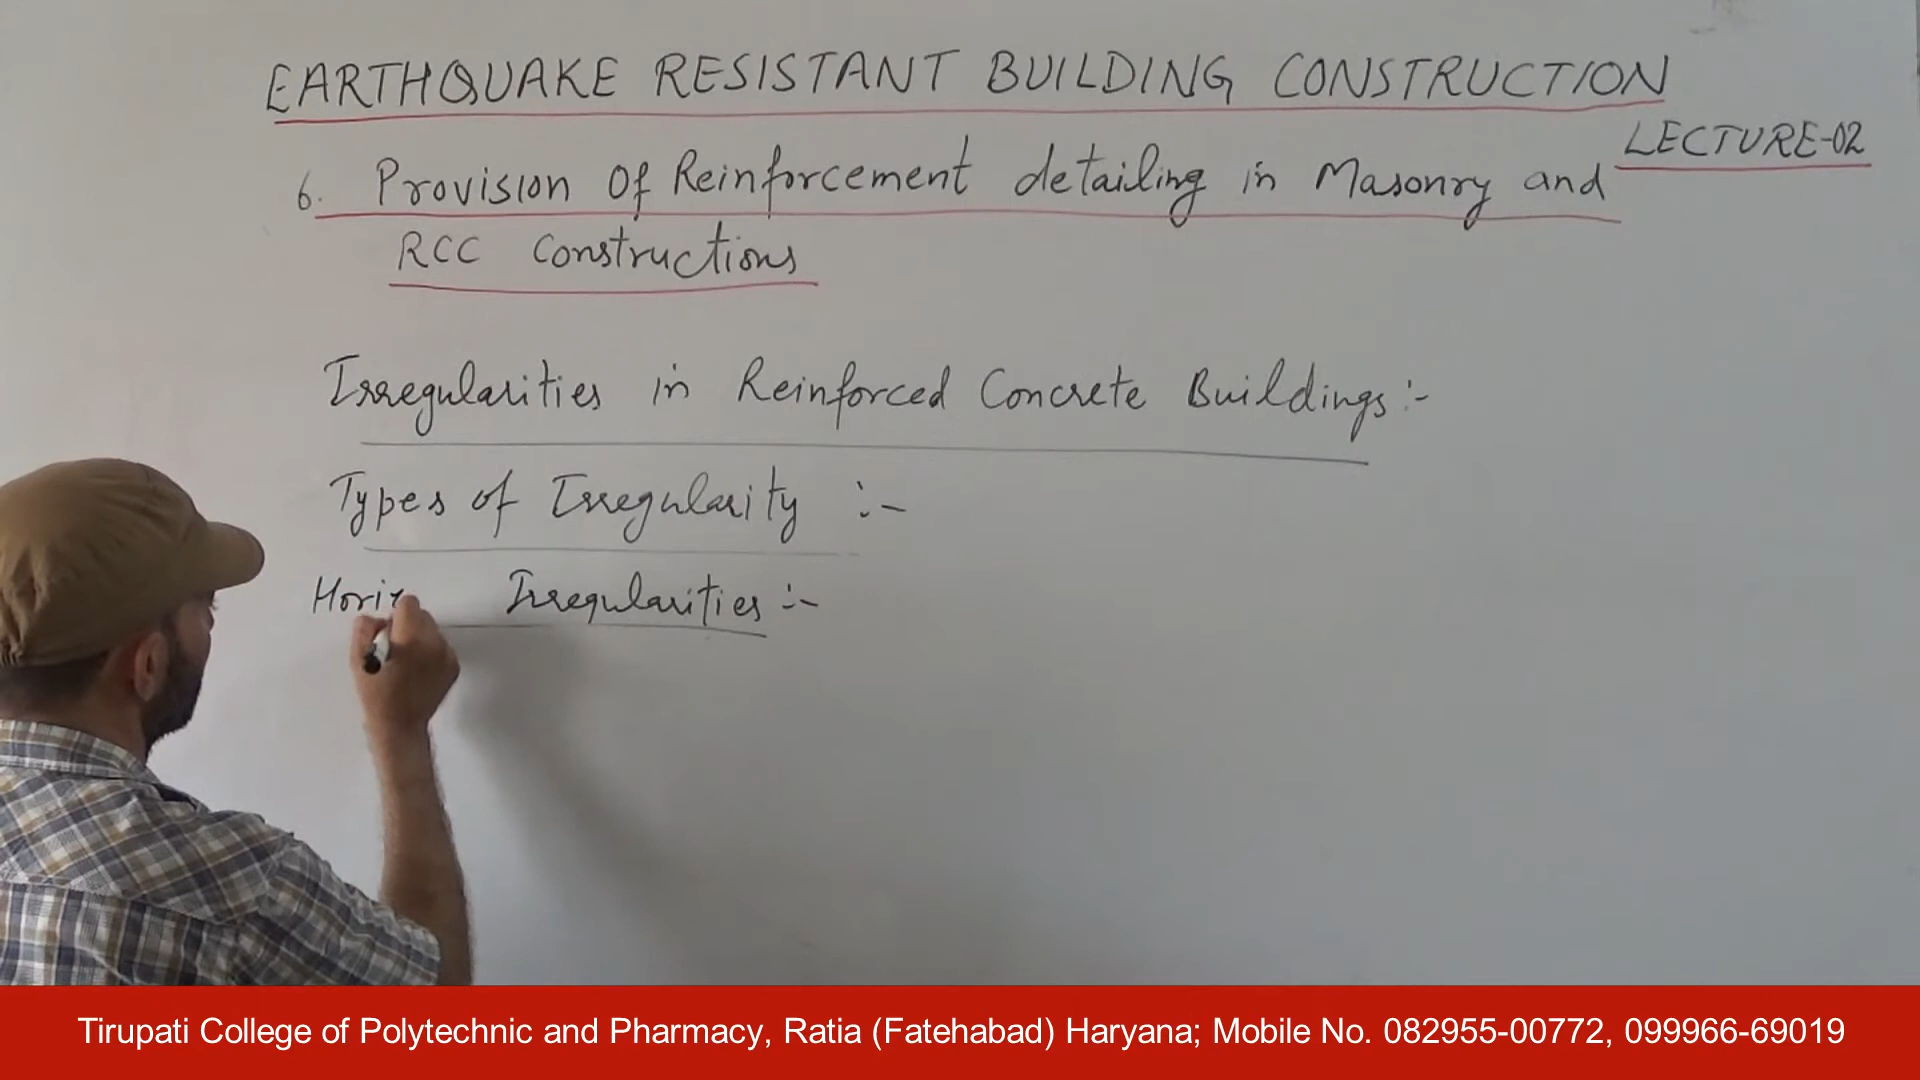 EARTHQUAKE RESISTANT BUILDING CONSTRUCTION
LECTURE-02
6. Provision Of Reinforcement detailing in Masonry and
RCC Constructions
Irregularities in Reinforced Concrete Buildings :-
Types of Irregularity :-
Horiz Irregularities :-
Tirupati College of Polytechnic and Pharmacy, Ratia (Fatehabad) Haryana; Mobile No. 082955-00772, 099966-69019